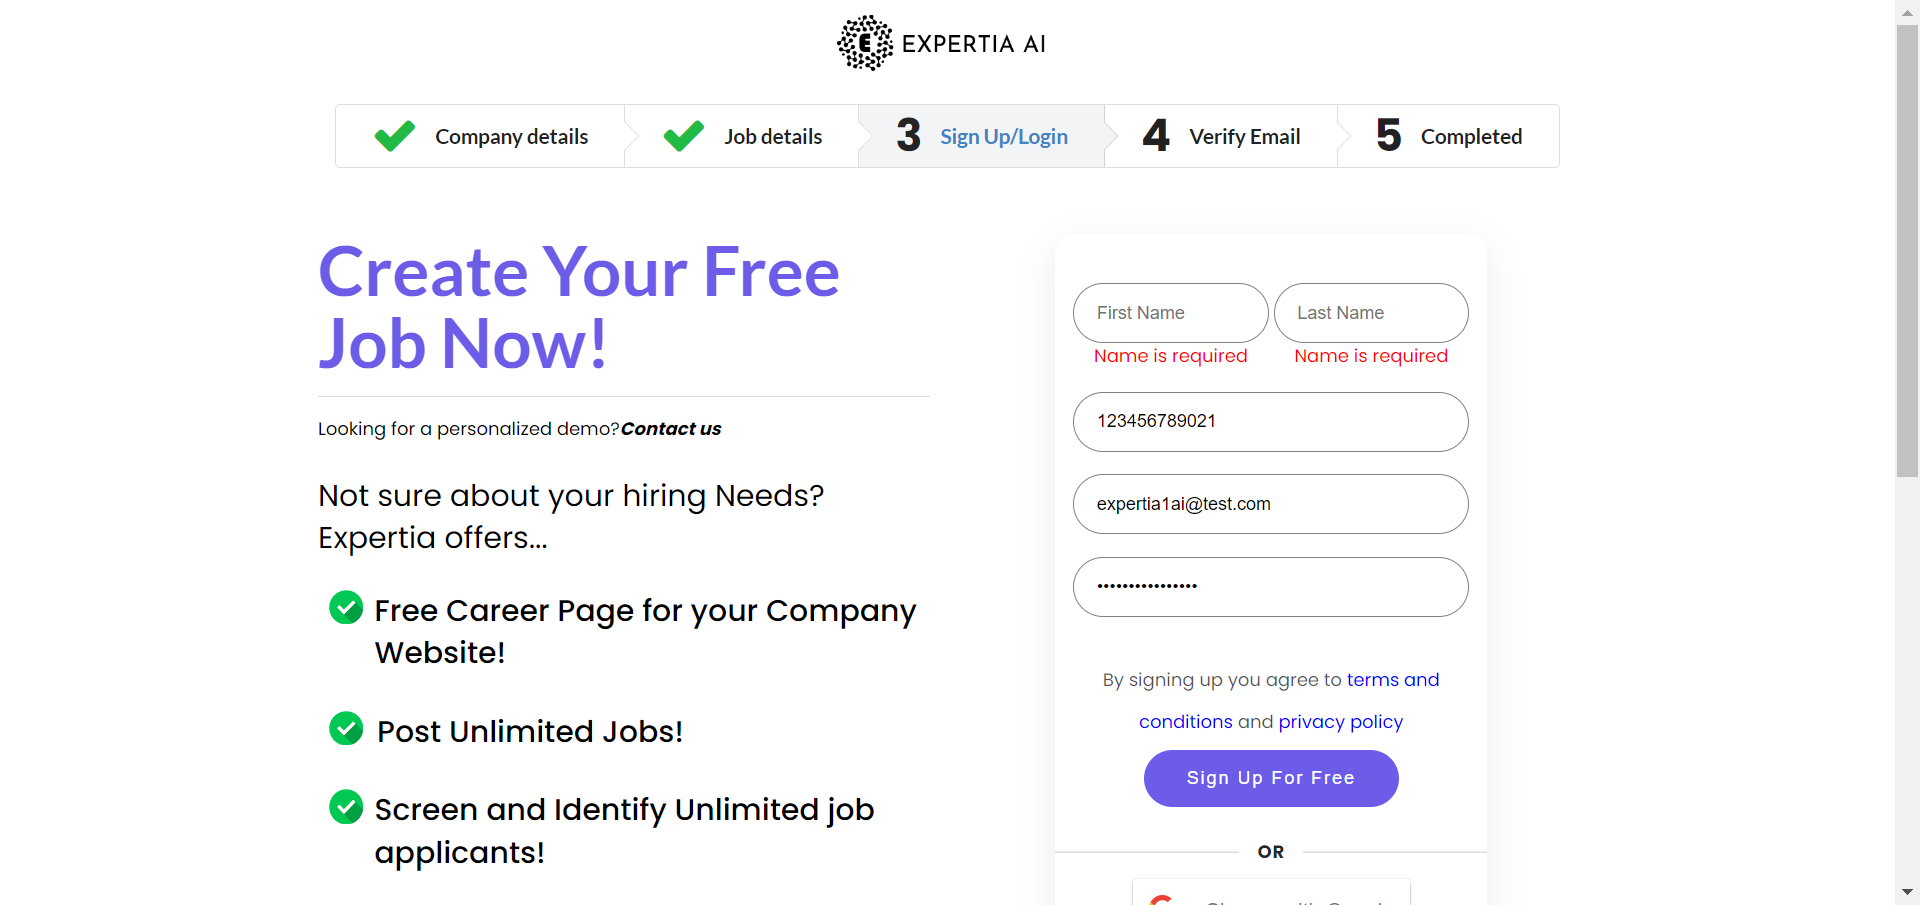 E EXPERTIA AI
Company details
Job details
3 Sign Up/Login
4 Verify Email
5 Completed
Create Your Free
Job Now!
Looking for a personalized demo?Contact us
Not sure about your hiring Needs?
Expertia offers...
Free Career Page for your Company
Website!
Post Unlimited Jobs!
Screen and Identify Unlimited job
applicants!
First Name
Last Name
Name is required
Name is required
123456789021
expertia1ai@test.com
••••••••••••••••
By signing up you agree to terms and
conditions and privacy policy
Sign Up For Free
OR